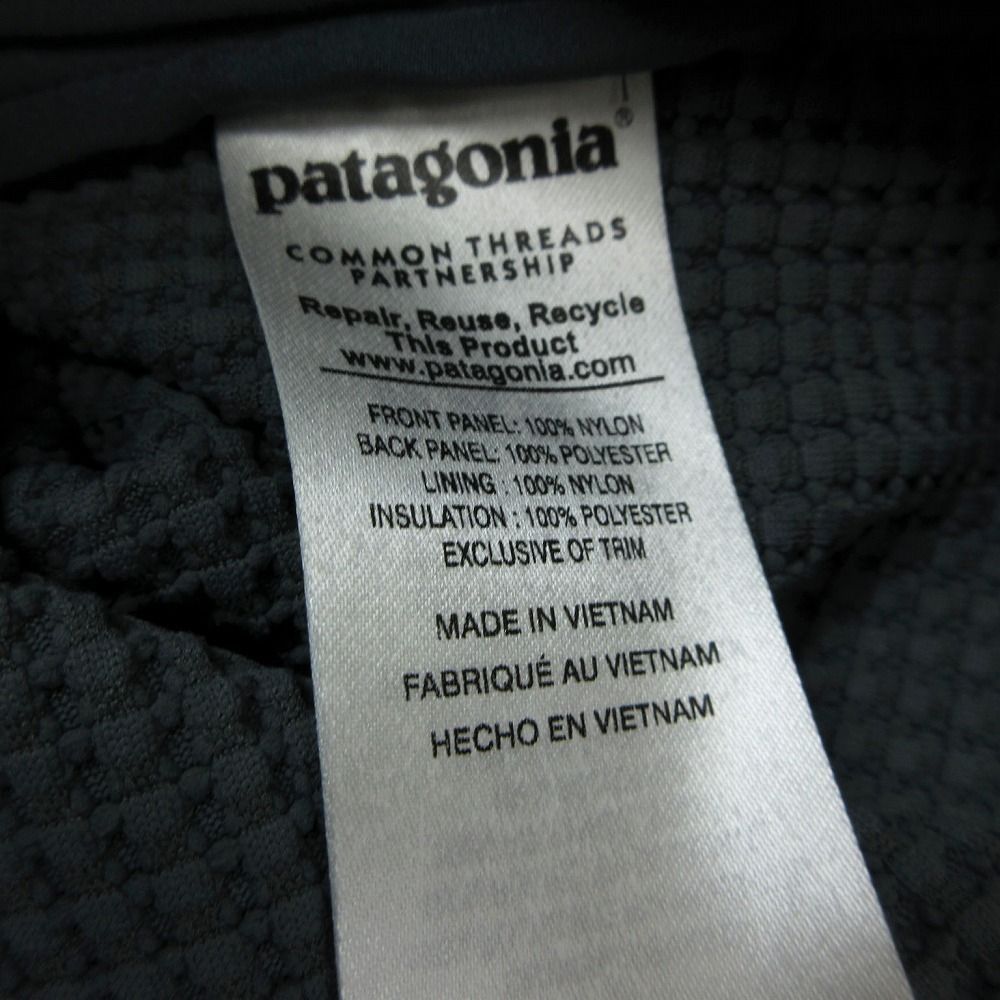 patagonia®
COMMON THREADS
PARTNERSHIP
Repair, Reuse, Recycle
This Product
www.patagonia.com
FRONT PANEL: 100% NYLON
BACK PANEL: 100% POLYESTER
LINING : 100% NYLON
INSULATION : 100% POLYESTER
EXCLUSIVE OF TRIM
MADE IN VIETNAM
FABRIQUÉ AU VIETNAM
HECHO EN VIETNAM